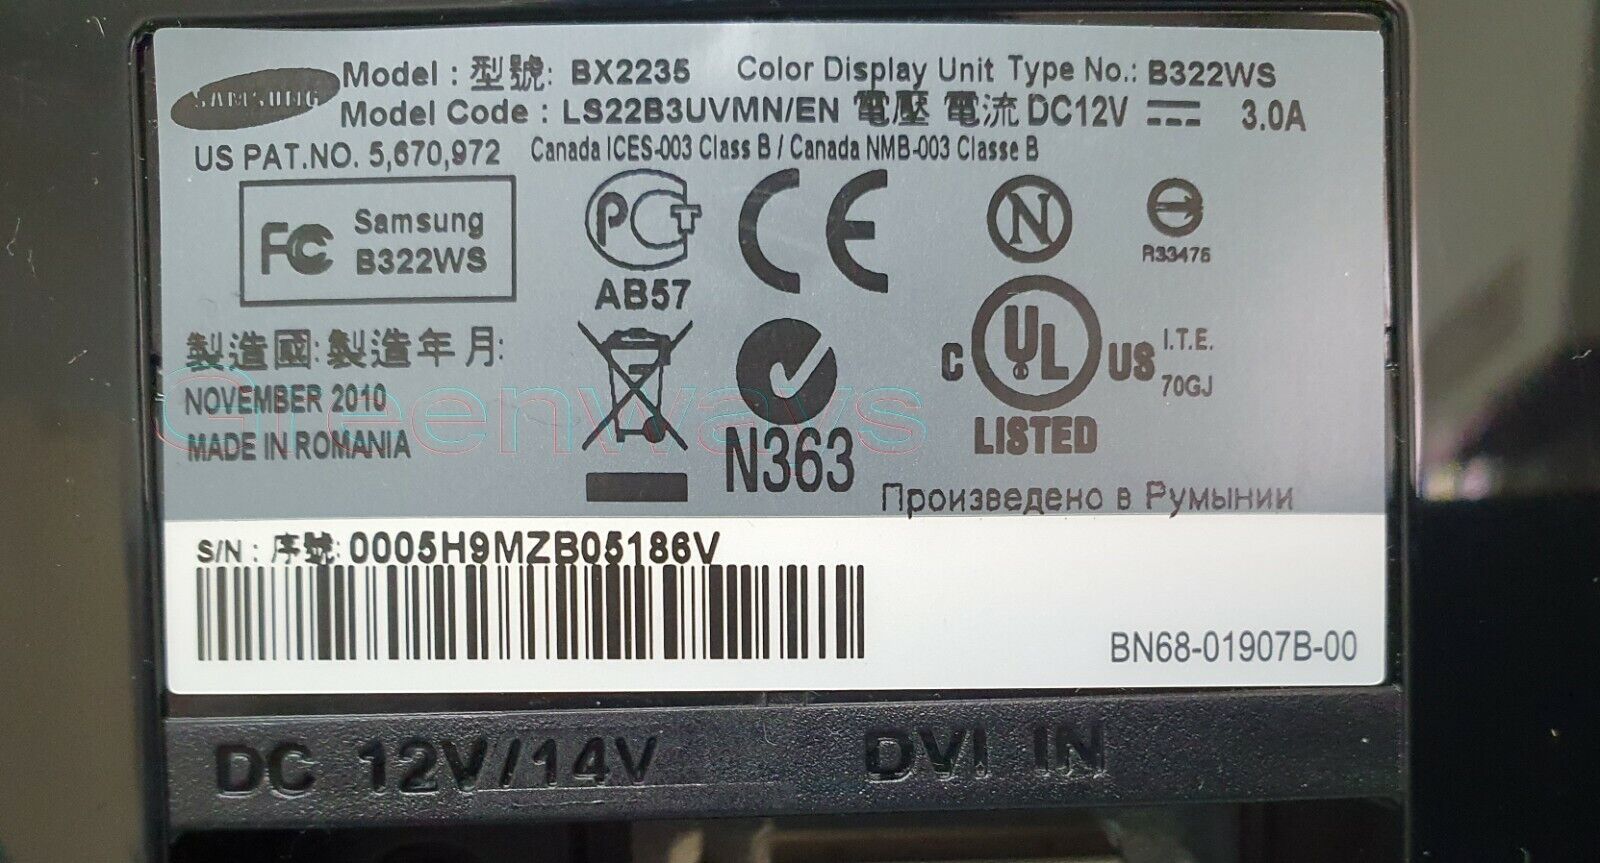 SAMSUNG
Model : 型號: BX2235 Color Display Unit Type No.: B322WS
Model Code : LS22B3UVMN/EN 電壓 電流 DC12V 3.0A
US PAT.NO. 5,670,972 Canada ICES-003 Class B / Canada NMB-003 Classe B
FC Samsung
B322WS
PCT
AB57
CE
N
R33475
製造國: 製造年月:
NOVEMBER 2010
MADE IN ROMANIA
N363
C UL US I.T.E.
70GJ
LISTED
Произведено в Румынии
Greenways
S/N : 序號: 0005H9MZB05186V
BN68-01907B-00
DC 12V/14V DVI IN